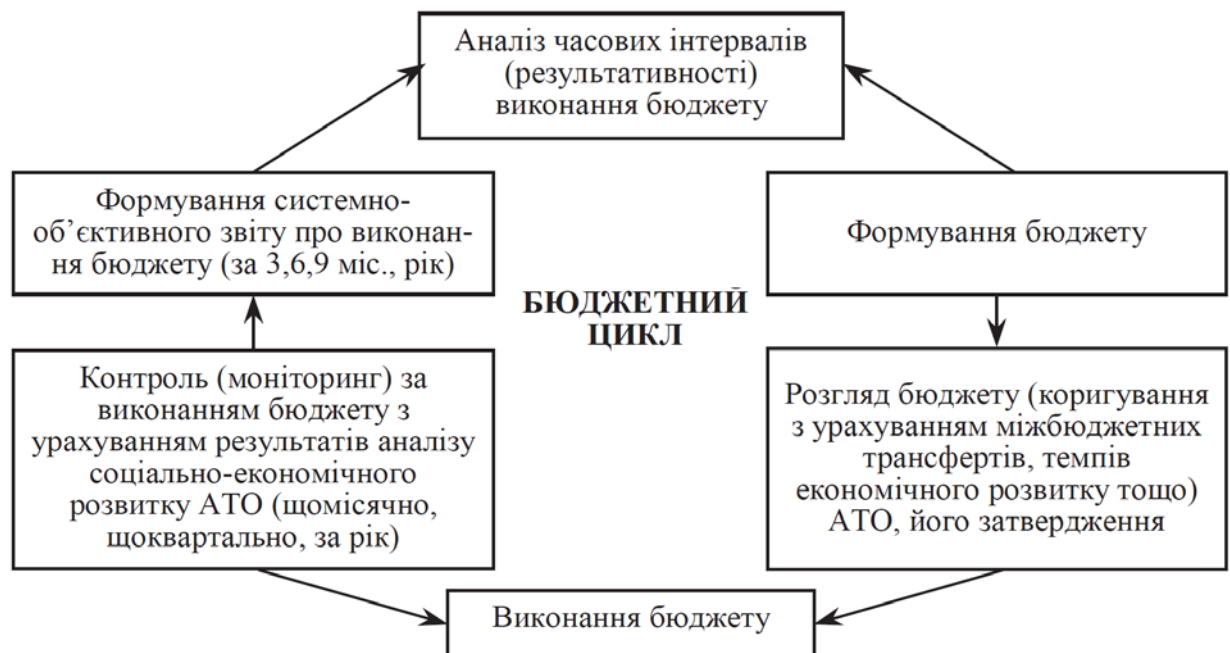 Аналіз часових інтервалів
(результативності)
виконання бюджету
Формування системно-
об’єктивного звіту про виконан-
ня бюджету (за 3,6,9 міс., рік)
Формування бюджету
БЮДЖЕТНИЙ
ЦИКЛ
Контроль (моніторинг) за
виконанням бюджету з
урахуванням результатів аналізу
соціально-економічного
розвитку АТО (щомісячно,
щоквартально, за рік)
Розгляд бюджету (коригування
з урахуванням міжбюджетних
трансфертів, темпів
економічного розвитку тощо)
АТО, його затвердження
Виконання бюджету